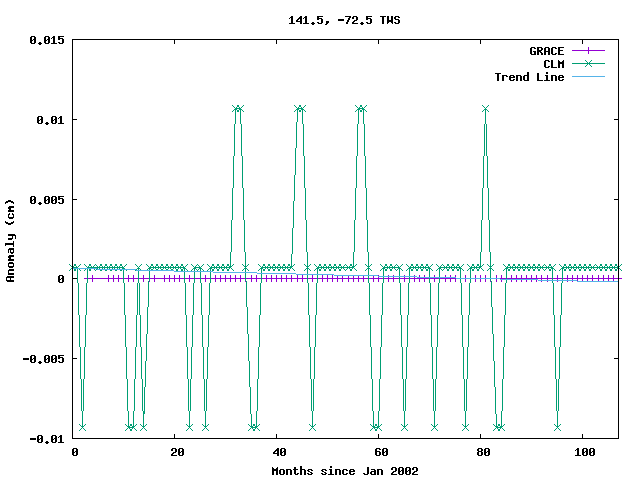 141.5, -72.5 TWS
GRACE
CLM
Trend Line
0.015
0.01
0.005
0
-0.005
-0.01
Anomaly (cm)
0 20 40 60 80 100
Months since Jan 2002